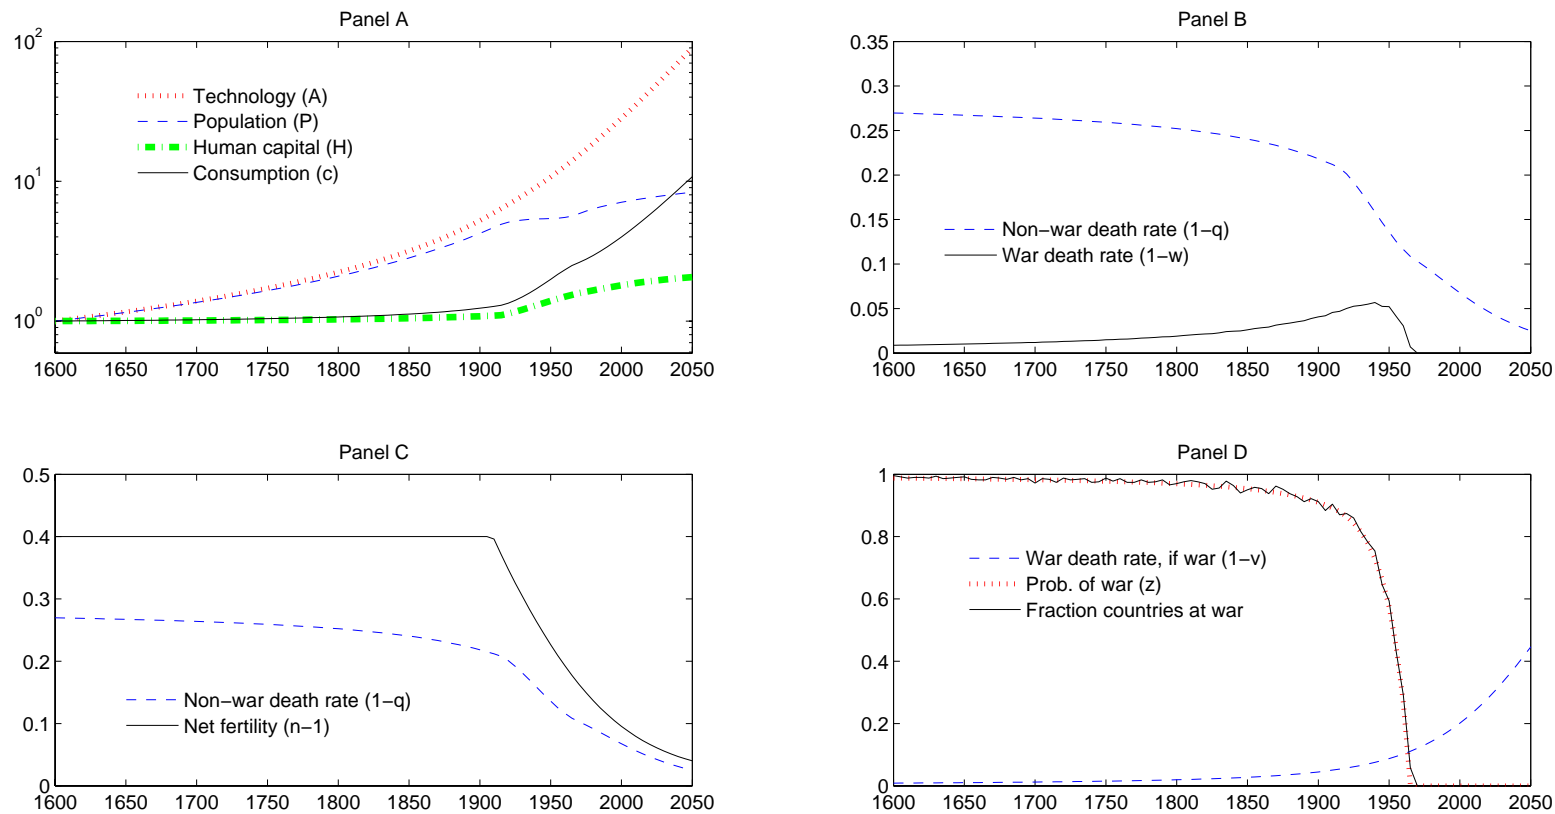 Panel A
10^2
10^1
10^0
Technology (A)
Population (P)
Human capital (H)
Consumption (c)
1600 1650 1700 1750 1800 1850 1900 1950 2000 2050
Panel B
0.35
0.3
0.25
0.2
0.15
0.1
0.05
0
Non−war death rate (1−q)
War death rate (1−w)
1600 1650 1700 1750 1800 1850 1900 1950 2000 2050
Panel C
0.5
0.4
0.3
0.2
0.1
0
Non−war death rate (1−q)
Net fertility (n−1)
1600 1650 1700 1750 1800 1850 1900 1950 2000 2050
Panel D
1
0.8
0.6
0.4
0.2
0
War death rate, if war (1−v)
Prob. of war (z)
Fraction countries at war
1600 1650 1700 1750 1800 1850 1900 1950 2000 2050